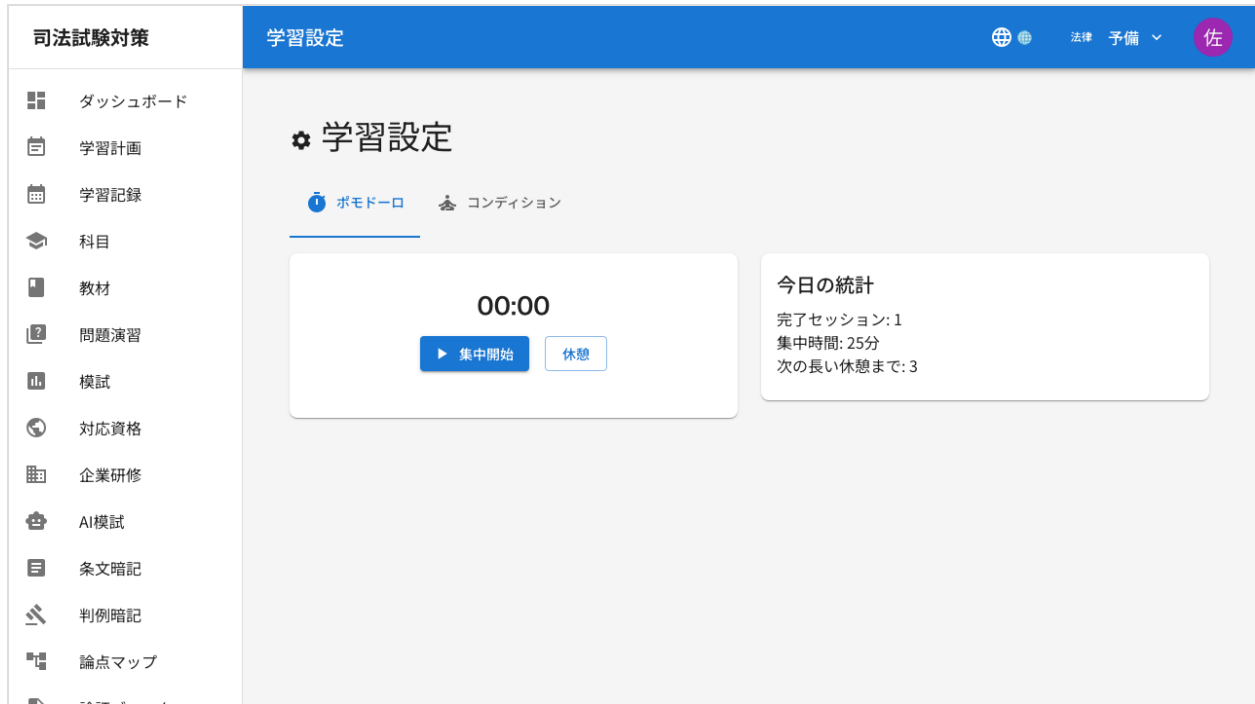 司法試験対策
学習設定
法律 予備
佐
ダッシュボード
学習計画
学習記録
科目
教材
問題演習
模試
対応資格
企業研修
AI模試
条文暗記
判例暗記
論点マップ
学習設定
ポモドーロ
コンディション
00:00
集中開始
休憩
今日の統計
完了セッション: 1
集中時間: 25分
次の長い休憩まで: 3